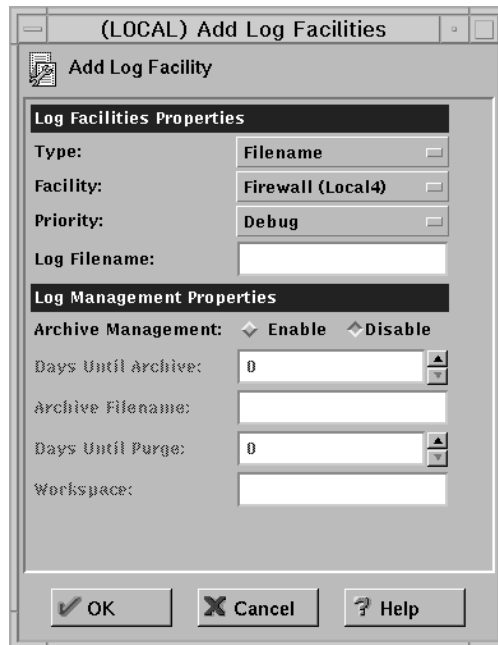 (LOCAL) Add Log Facilities
Add Log Facility
Log Facilities Properties
Type: Filename
Facility: Firewall (Local4)
Priority: Debug
Log Filename:
Log Management Properties
Archive Management: Enable Disable
Days Until Archive: 0
Archive Filename:
Days Until Purge: 0
Workspace:
OK Cancel Help